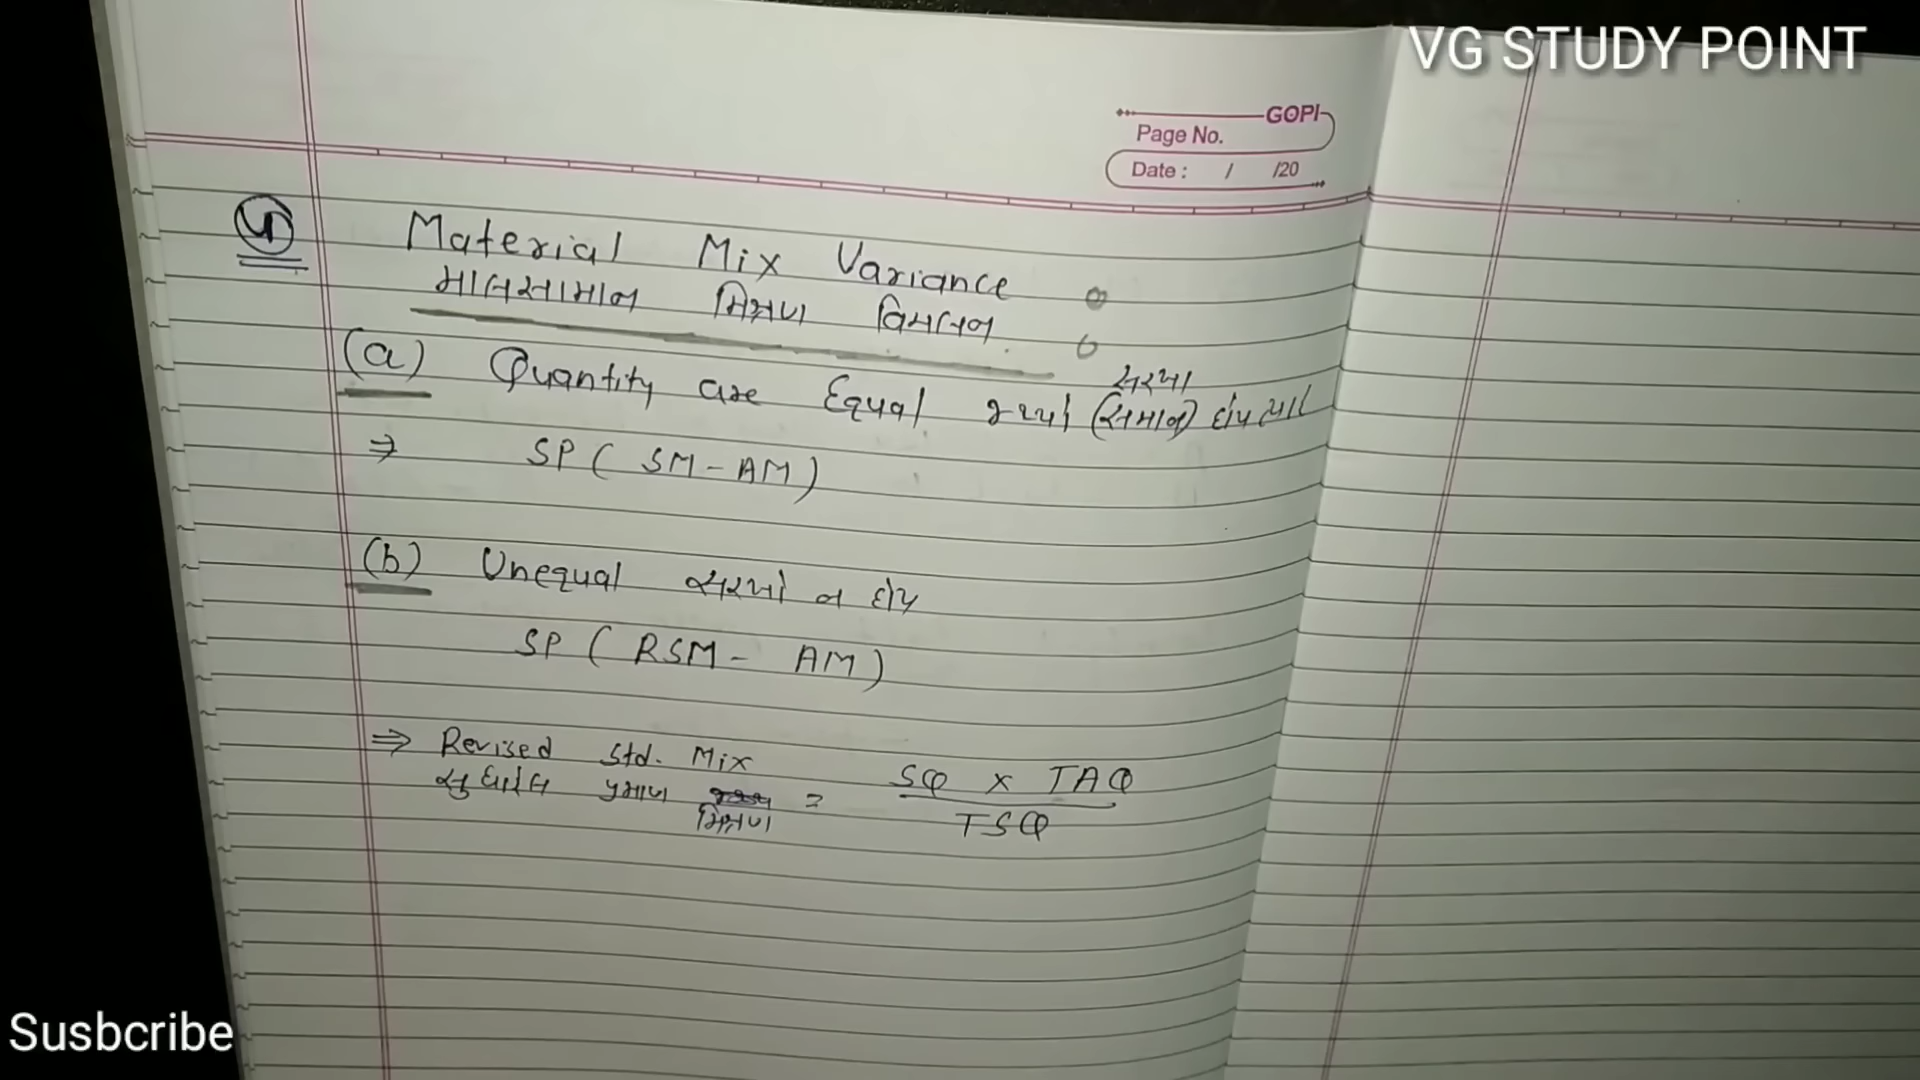 VG STUDY POINT
GOPI
Page No.
Date : / /20
Material Mix Variance
માલસામાન મિશ્રણ વિચલન
(a) Quantity are Equal જથ્થો (સમાન) હોય ત્યારે
સરખા
⇒ SP ( SM - AM )
(b) Unequal સરખો ન હોય
SP ( RSM - AM )
⇒ Revised Std. Mix = SQ x TAQ
સુધારેલ પ્રમાણ
મિશ્રણ
TSQ
Susbcribe